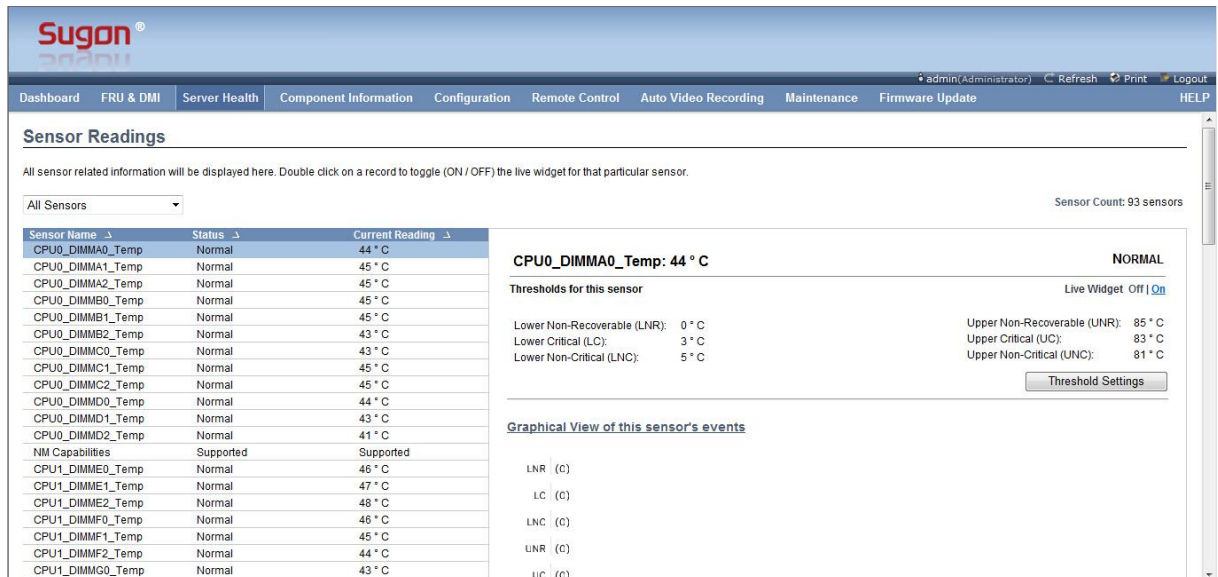 Sugon®
admin(Administrator) Refresh Print Logout
Dashboard FRU & DMI Server Health Component Information Configuration Remote Control Auto Video Recording Maintenance Firmware Update HELP
Sensor Readings
All sensor related information will be displayed here. Double click on a record to toggle (ON / OFF) the live widget for that particular sensor.
All Sensors
Sensor Count: 93 sensors
Sensor Name Status Current Reading
CPU0_DIMMA0_Temp Normal 44 ° C
CPU0_DIMMA1_Temp Normal 45 ° C
CPU0_DIMMA2_Temp Normal 45 ° C
CPU0_DIMMB0_Temp Normal 45 ° C
CPU0_DIMMB1_Temp Normal 45 ° C
CPU0_DIMMB2_Temp Normal 43 ° C
CPU0_DIMMC0_Temp Normal 43 ° C
CPU0_DIMMC1_Temp Normal 45 ° C
CPU0_DIMMC2_Temp Normal 45 ° C
CPU0_DIMMD0_Temp Normal 44 ° C
CPU0_DIMMD1_Temp Normal 43 ° C
CPU0_DIMMD2_Temp Normal 41 ° C
NM Capabilities Supported Supported
CPU1_DIMME0_Temp Normal 46 ° C
CPU1_DIMME1_Temp Normal 47 ° C
CPU1_DIMME2_Temp Normal 48 ° C
CPU1_DIMMF0_Temp Normal 46 ° C
CPU1_DIMMF1_Temp Normal 45 ° C
CPU1_DIMMF2_Temp Normal 44 ° C
CPU1_DIMMG0_Temp Normal 43 ° C
CPU0_DIMMA0_Temp: 44 ° C NORMAL
Thresholds for this sensor Live Widget Off | On
Lower Non-Recoverable (LNR): 0 ° C Upper Non-Recoverable (UNR): 85 ° C
Lower Critical (LC): 3 ° C Upper Critical (UC): 83 ° C
Lower Non-Critical (LNC): 5 ° C Upper Non-Critical (UNC): 81 ° C
Threshold Settings
Graphical View of this sensor's events
LNR (0)
LC (0)
LNC (0)
UNR (0)
UC (0)